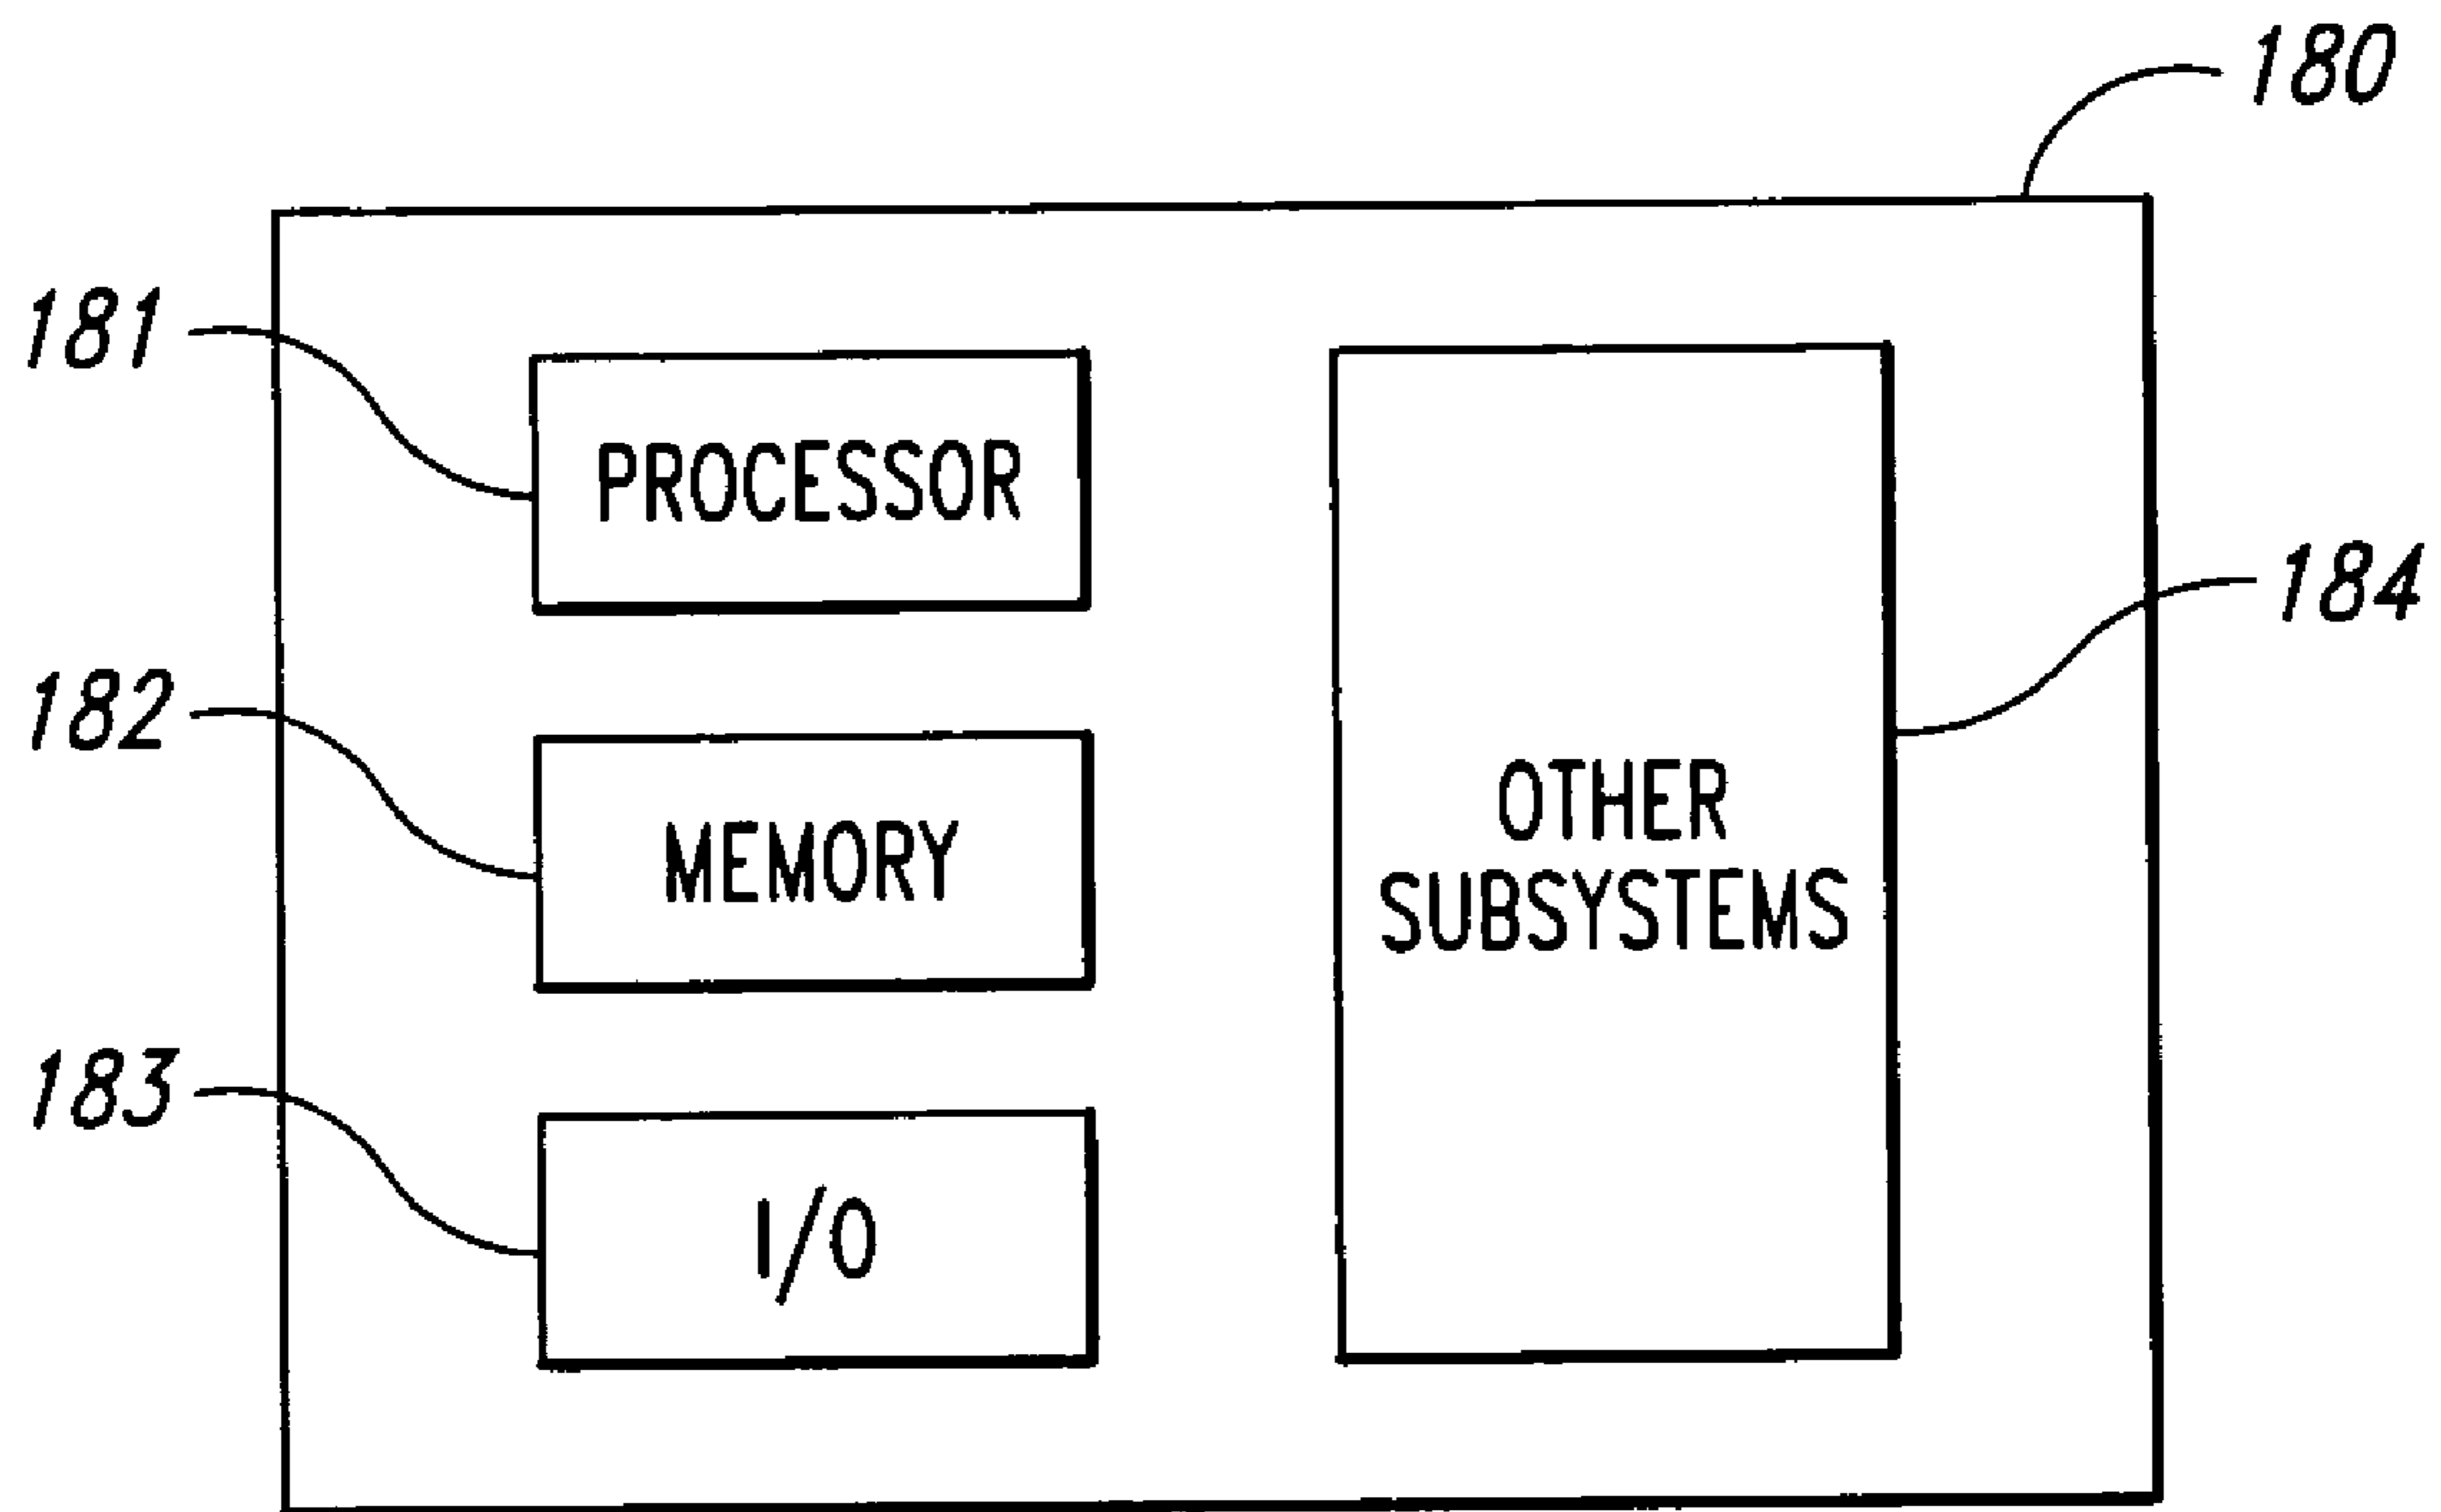 180
181
PROCESSOR
184
182
MEMORY
OTHER
SUBSYSTEMS
183
I/O